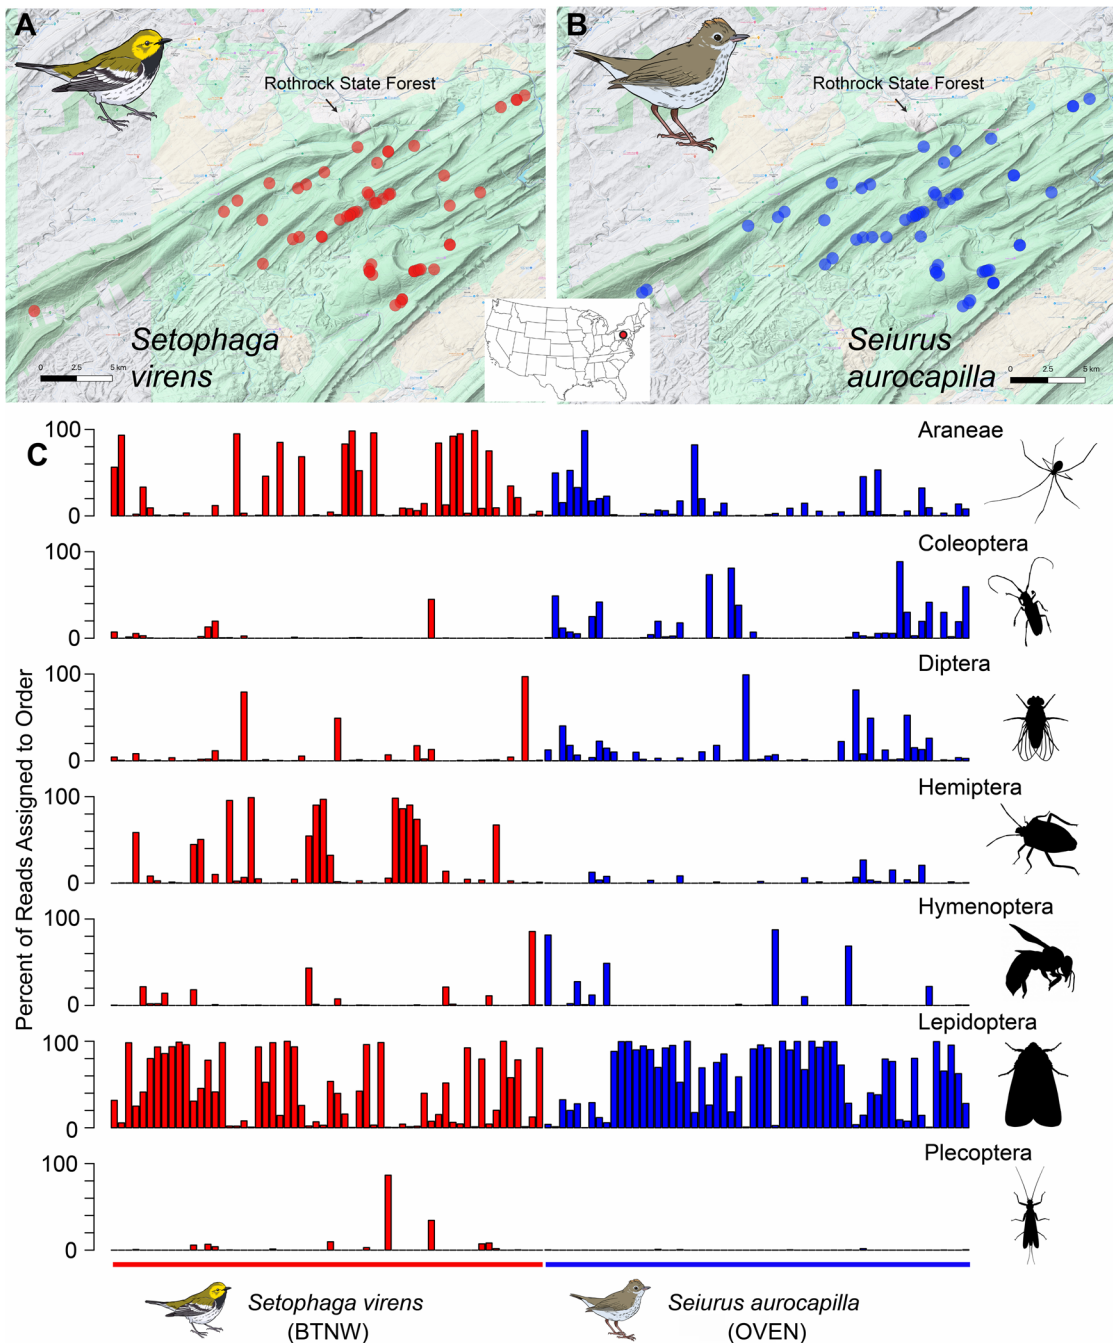 A
B
Rothrock State Forest
Rothrock State Forest
Setophaga
virens
Seiurus
aurocapilla
0 2.5 5 km
0 2.5 5 km
C
Percent of Reads Assigned to Order
100
0
Araneae
100
0
Coleoptera
100
0
Diptera
100
0
Hemiptera
100
0
Hymenoptera
100
0
Lepidoptera
100
0
Plecoptera
Setophaga virens
(BTNW)
Seiurus aurocapilla
(OVEN)